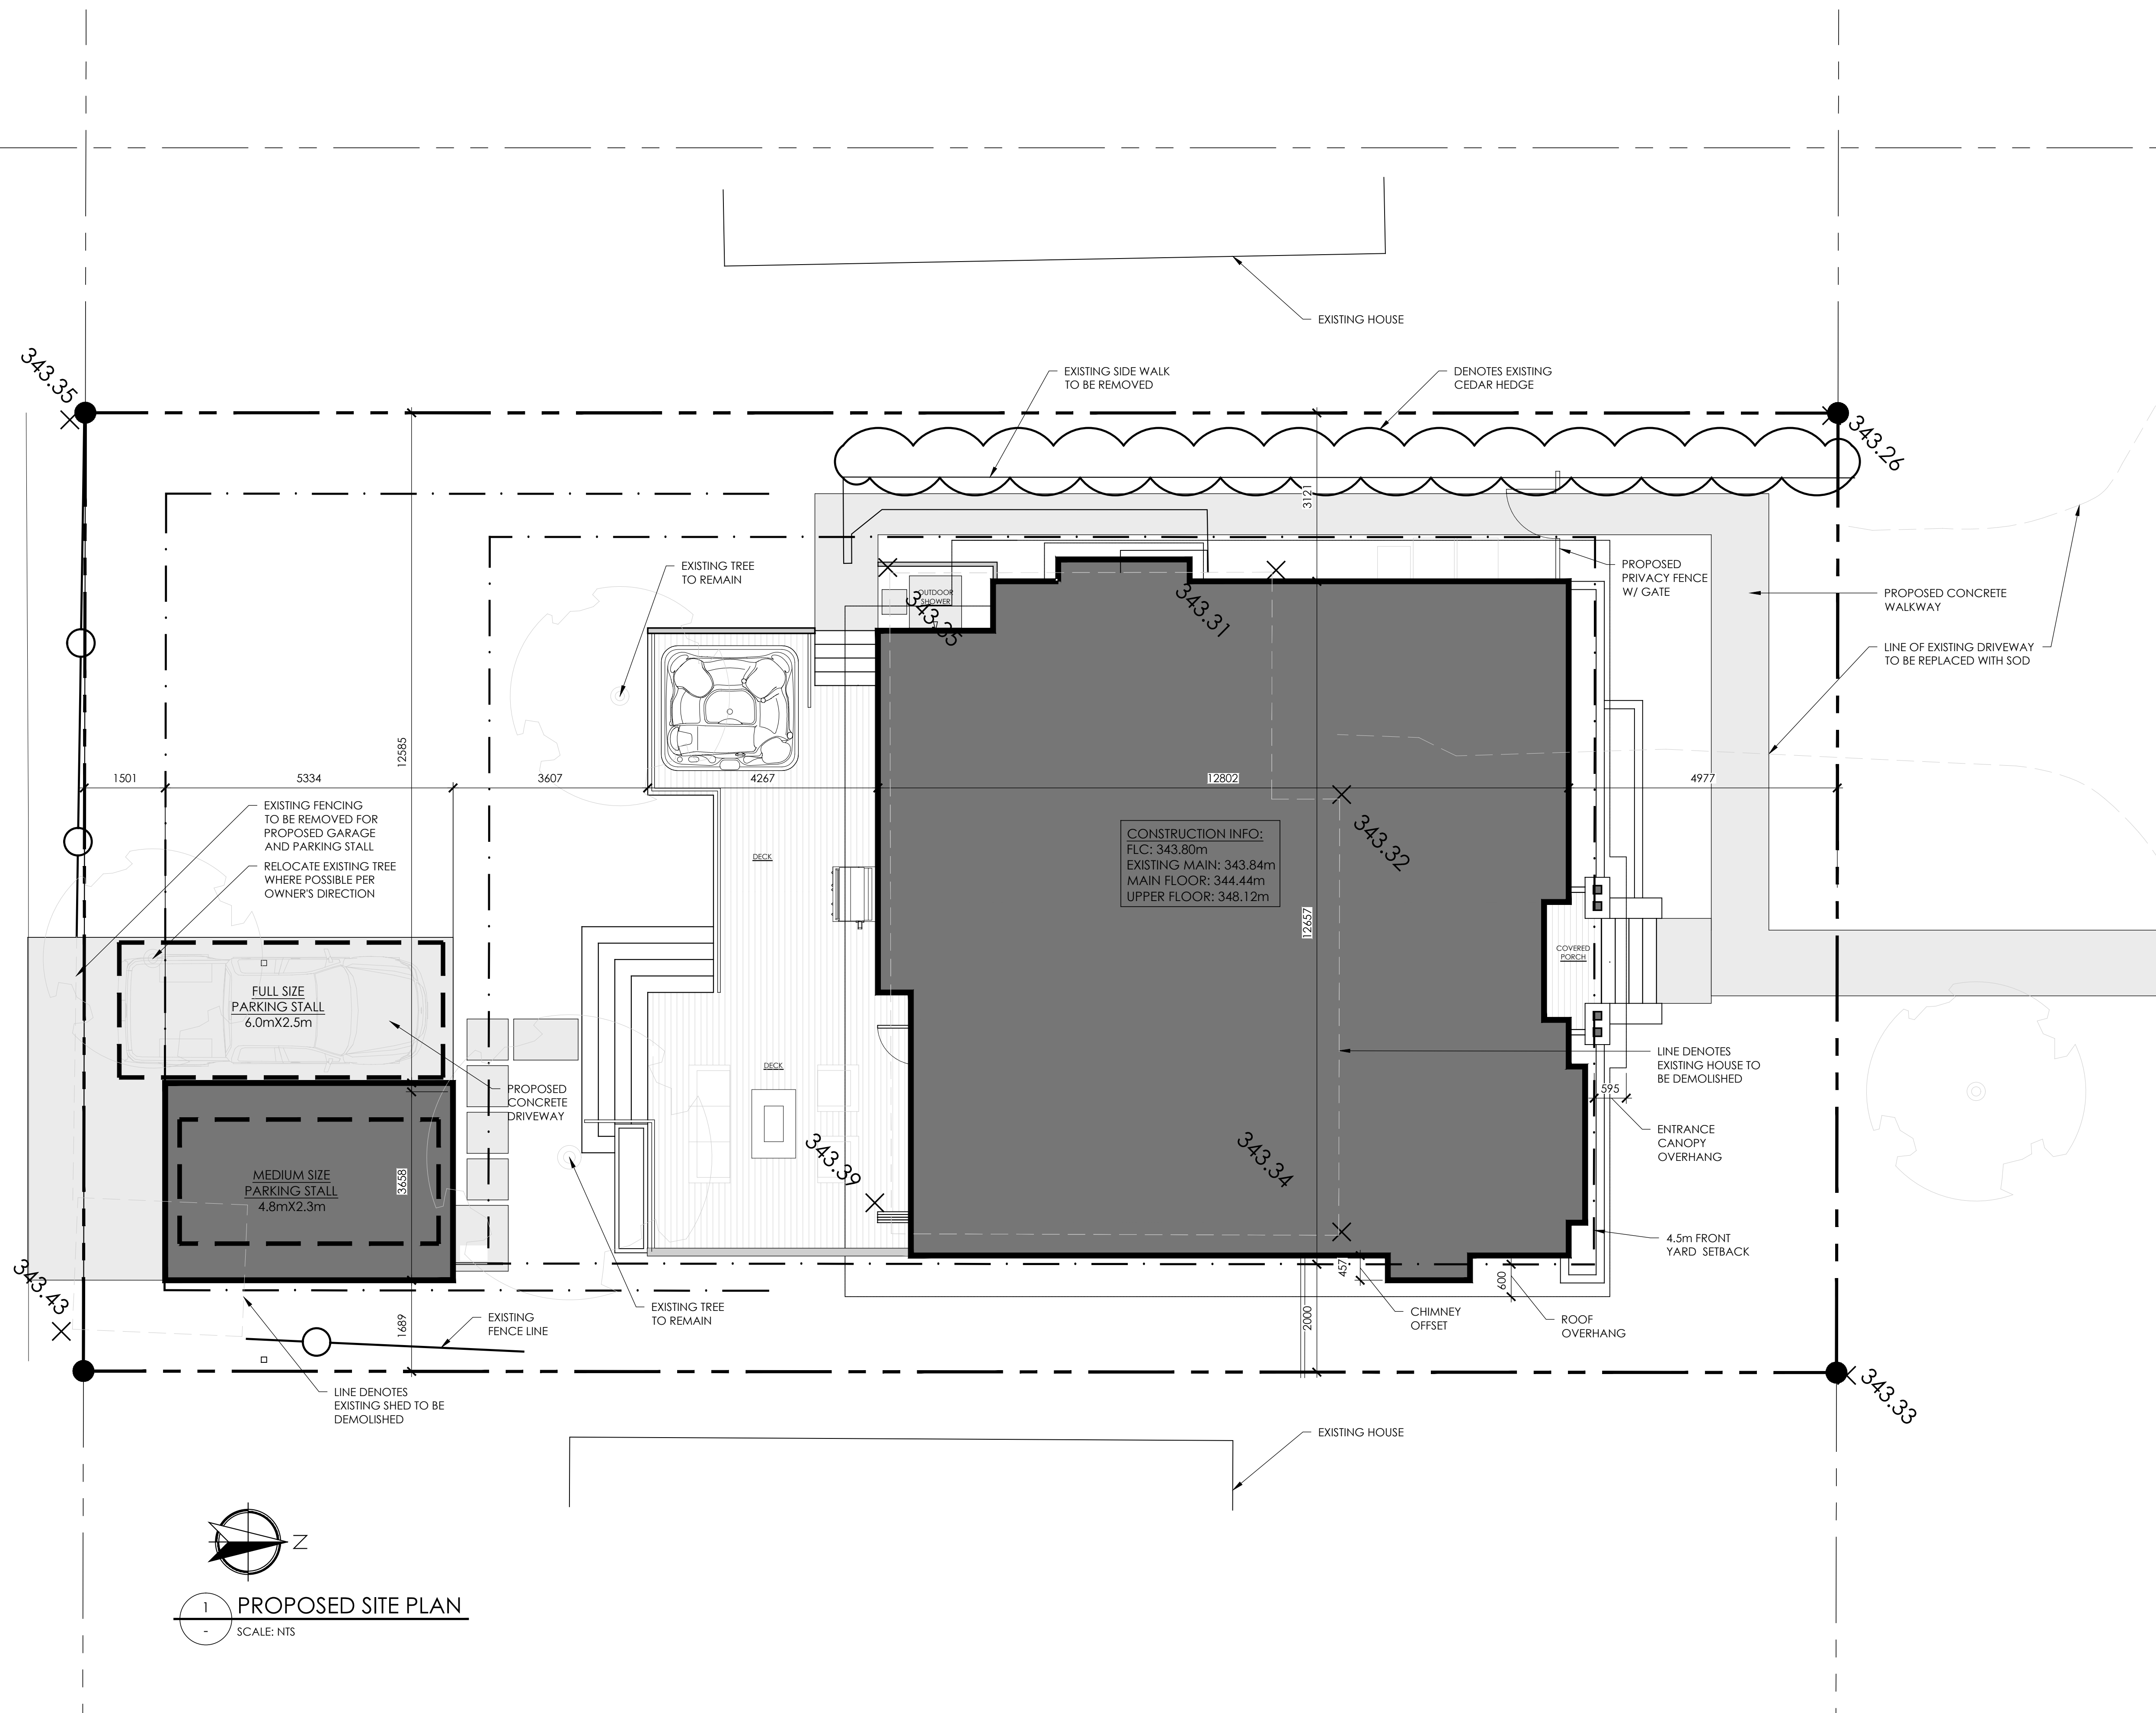 EXISTING HOUSE
343.35
EXISTING SIDE WALK
TO BE REMOVED
DENOTES EXISTING
CEDAR HEDGE
343.26
3121
EXISTING TREE
TO REMAIN
OUTDOOR
SHOWER
343.35
343.31
PROPOSED
PRIVACY FENCE
W/ GATE
PROPOSED CONCRETE
WALKWAY
LINE OF EXISTING DRIVEWAY
TO BE REPLACED WITH SOD
12585
1501
5334
3607
4267
12802
4977
EXISTING FENCING
TO BE REMOVED FOR
PROPOSED GARAGE
AND PARKING STALL
RELOCATE EXISTING TREE
WHERE POSSIBLE PER
OWNER'S DIRECTION
DECK
CONSTRUCTION INFO:
FLC: 343.80m
EXISTING MAIN: 343.84m
MAIN FLOOR: 344.44m
UPPER FLOOR: 348.12m
343.32
12657
COVERED
PORCH
FULL SIZE
PARKING STALL
6.0mX2.5m
DECK
PROPOSED
CONCRETE
DRIVEWAY
LINE DENOTES
EXISTING HOUSE TO
BE DEMOLISHED
595
ENTRANCE
CANOPY
OVERHANG
MEDIUM SIZE
PARKING STALL
4.8mX2.3m
3658
343.39
343.34
4.5m FRONT
YARD SETBACK
343.43
457
600
1689
2000
EXISTING
FENCE LINE
EXISTING TREE
TO REMAIN
CHIMNEY
OFFSET
ROOF
OVERHANG
343.33
LINE DENOTES
EXISTING SHED TO BE
DEMOLISHED
EXISTING HOUSE
N
1
PROPOSED SITE PLAN
-
SCALE: NTS